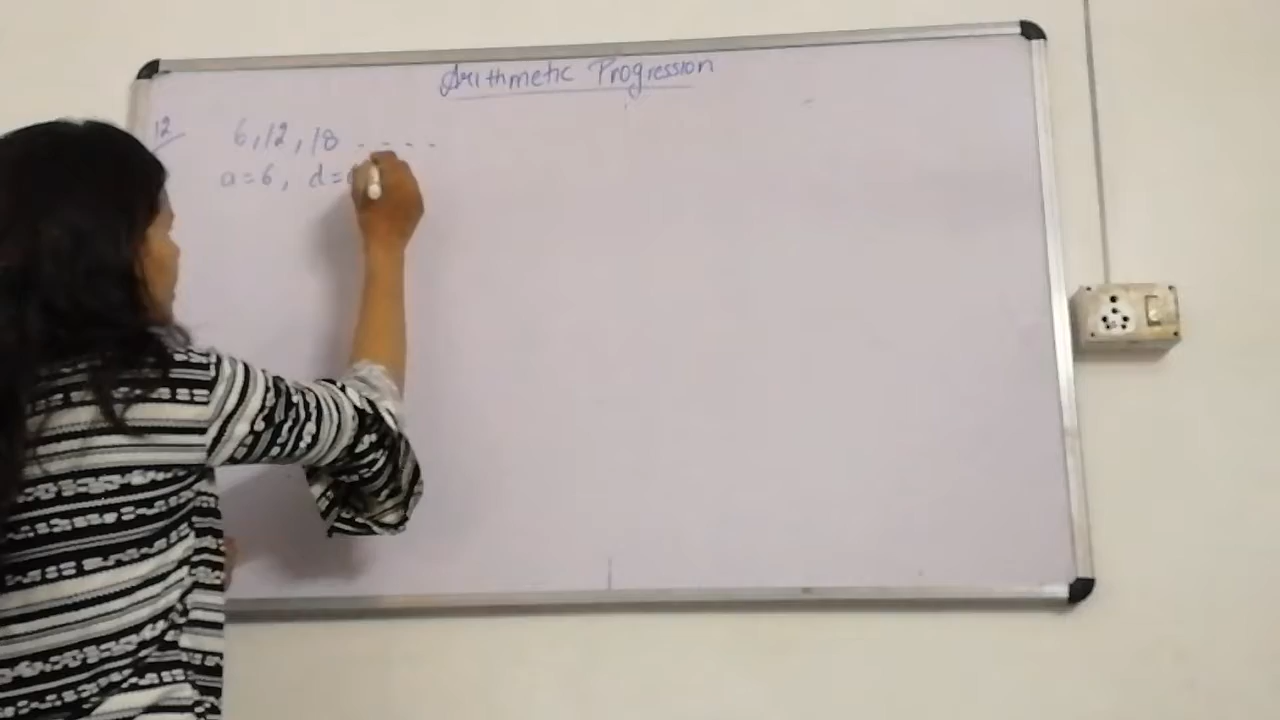 Arithmetic Progression
12 6, 12, 18 - - - -
a = 6, d =